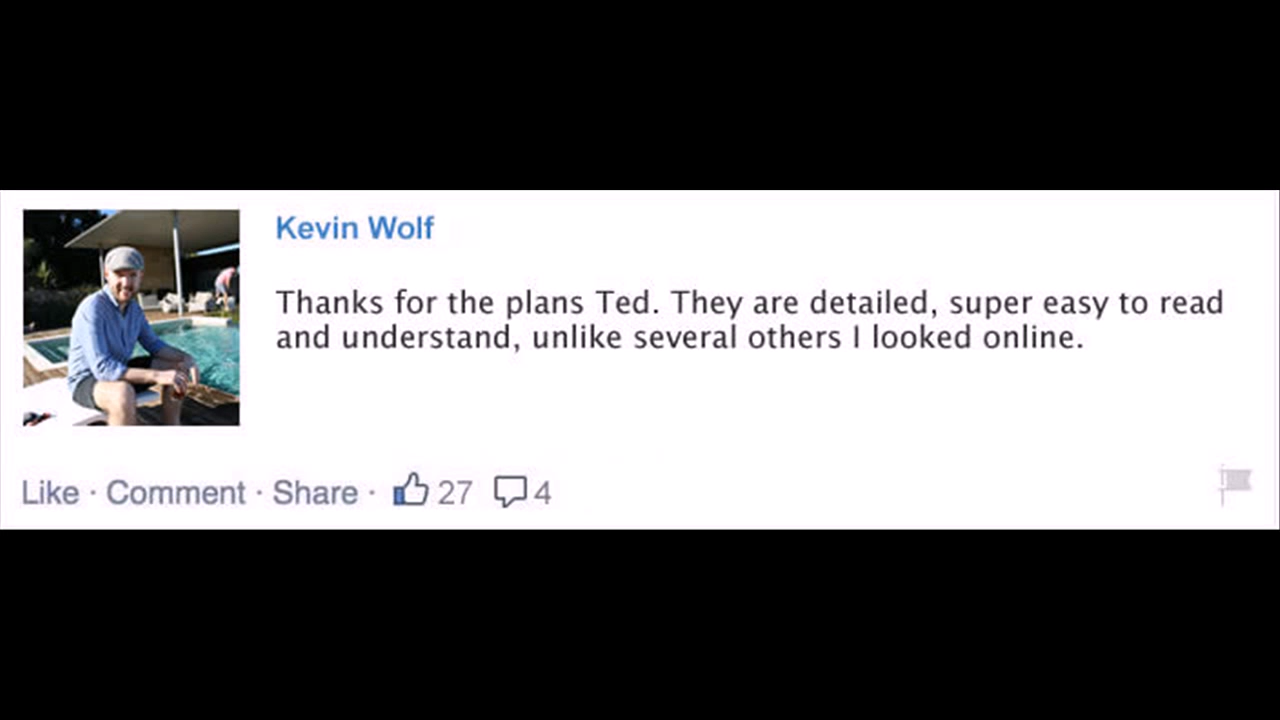 Kevin Wolf
Thanks for the plans Ted. They are detailed, super easy to read
and understand, unlike several others I looked online.
Like · Comment · Share · 27 4